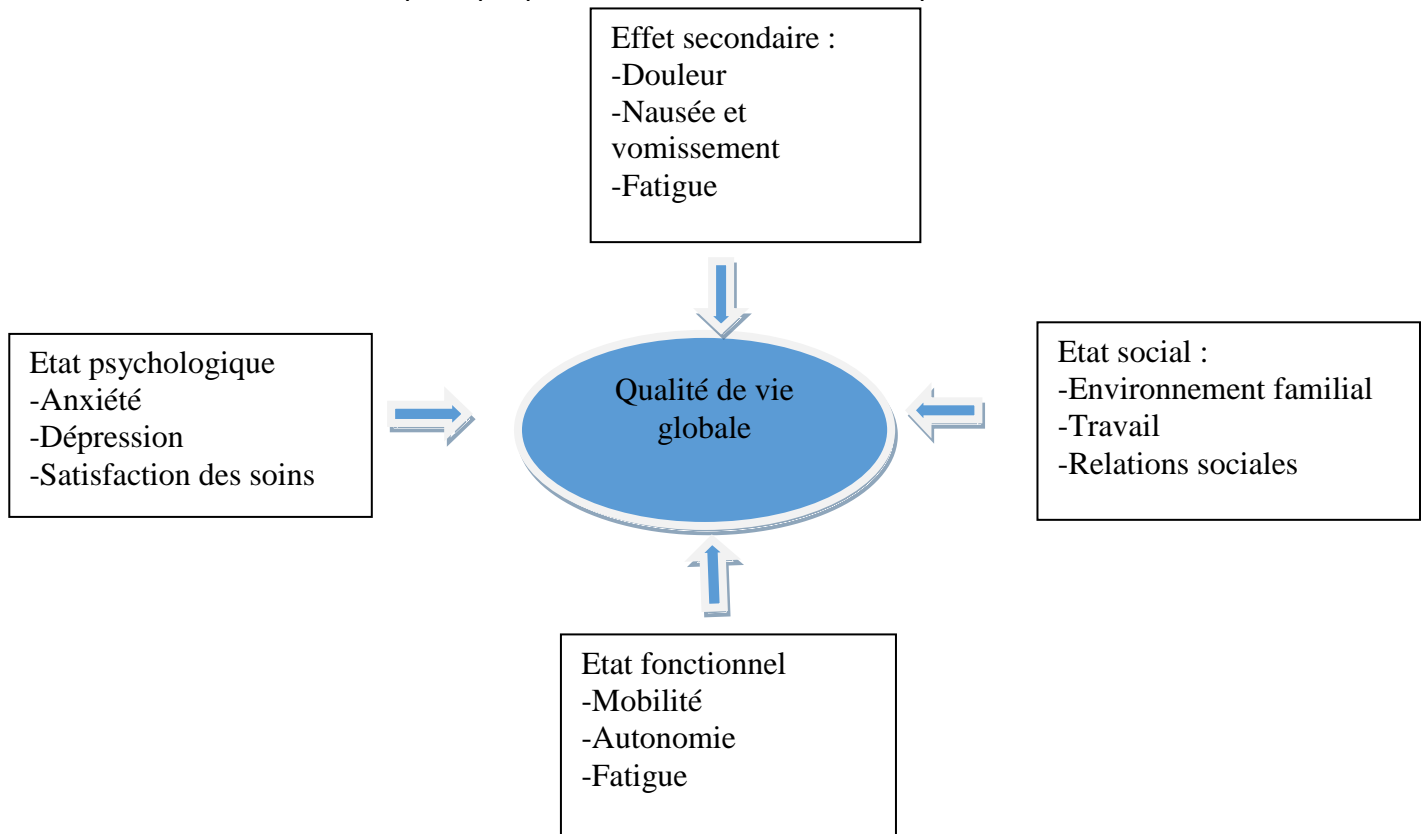 Effet secondaire :
-Douleur
-Nausée et
vomissement
-Fatigue
Etat psychologique
-Anxiété
-Dépression
-Satisfaction des soins
Qualité de vie
globale
Etat social :
-Environnement familial
-Travail
-Relations sociales
Etat fonctionnel
-Mobilité
-Autonomie
-Fatigue